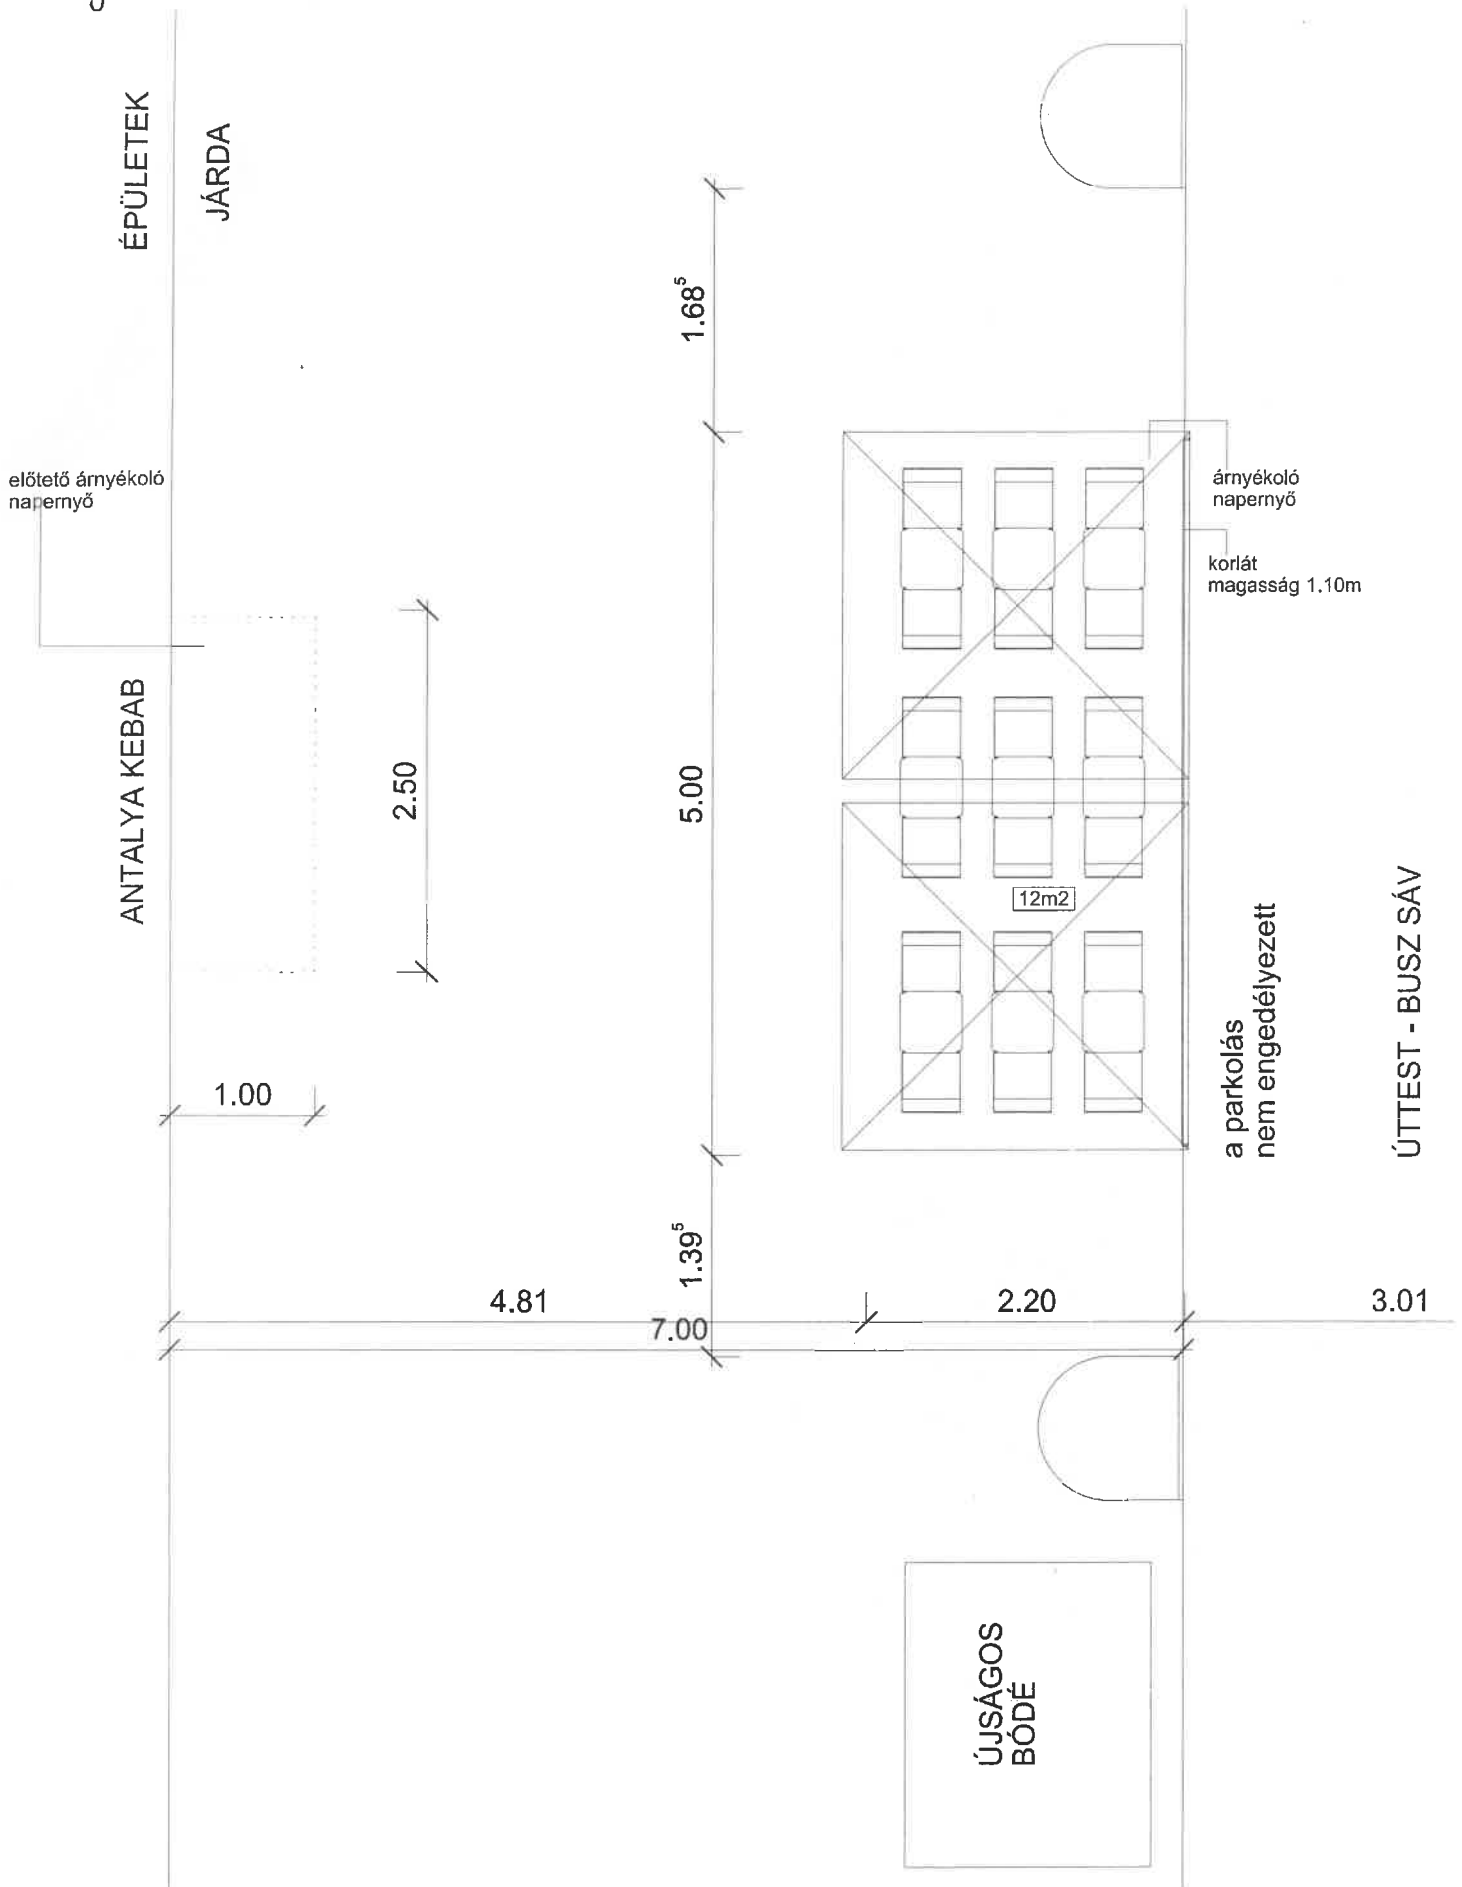 ÉPÜLETEK
JÁRDA
előtető árnyékoló
napernyő
ANTALYA KEBAB
1.68⁵
2.50
5.00
1.00
1.39⁵
árnyékoló
napernyő
korlát
magasság 1.10m
12m2
a parkolás
nem engedélyezett
ÚTTEST - BUSZ SÁV
4.81
2.20
3.01
7.00
ÚJSÁGOS
BÓDÉ